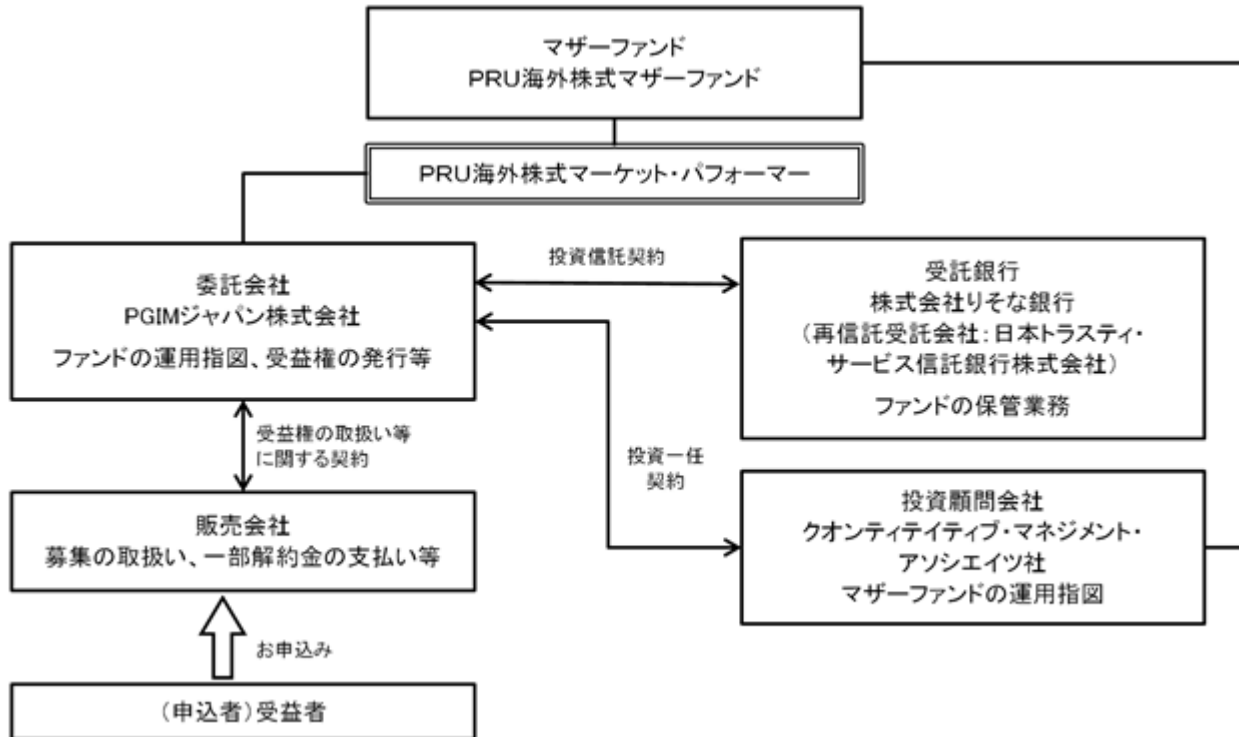 マザーファンド
PRU海外株式マザーファンド
PRU海外株式マーケット・パフォーマー
委託会社
PGIMジャパン株式会社
ファンドの運用指図、受益権の発行等
投資信託契約
受託銀行
株式会社りそな銀行
（再信託受託会社：日本トラスティ・
サービス信託銀行株式会社）
ファンドの保管業務
受益権の取扱い等
に関する契約
投資一任
契約
販売会社
募集の取扱い、一部解約金の支払い等
投資顧問会社
クオンティテイティブ・マネジメント・
アソシエイツ社
マザーファンドの運用指図
お申込み
（申込者）受益者